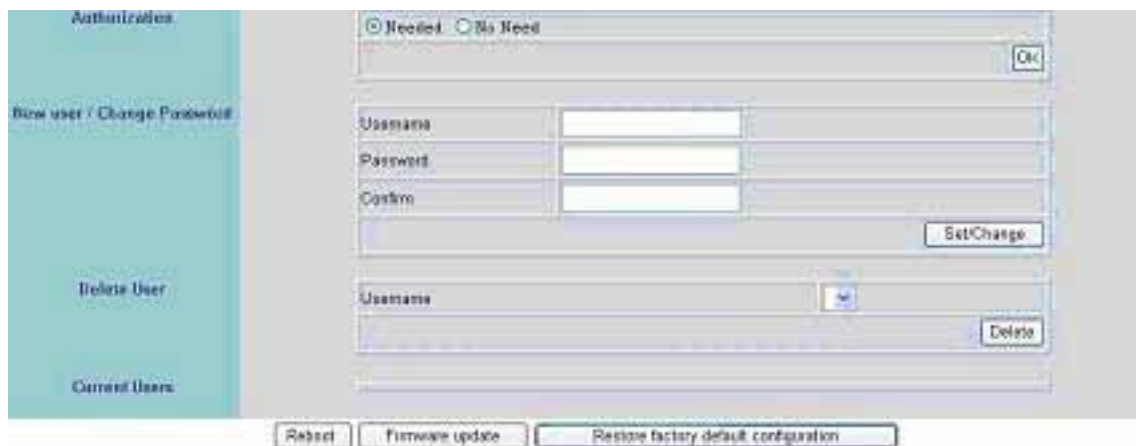 Authorization
Needed No Need
OK
New user / Change Password
Username
Password
Confirm
Set/Change
Delete User
Username
Delete
Current Users
Reboot Firmware update Restore factory default configuration